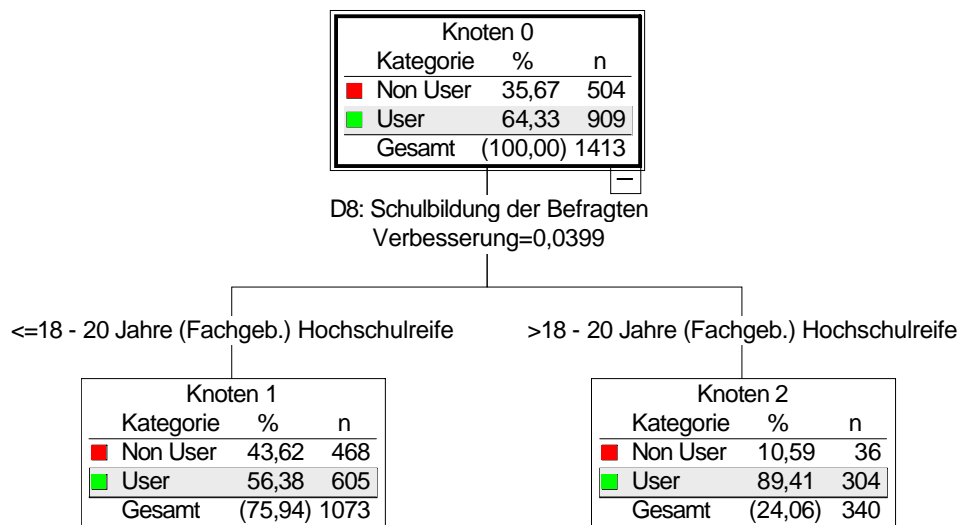 Knoten 0
Kategorie % n
Non User 35,67 504
User 64,33 909
Gesamt (100,00) 1413
D8: Schulbildung der Befragten
Verbesserung=0,0399
<=18 - 20 Jahre (Fachgeb.) Hochschulreife
>18 - 20 Jahre (Fachgeb.) Hochschulreife
Knoten 1
Kategorie % n
Non User 43,62 468
User 56,38 605
Gesamt (75,94) 1073
Knoten 2
Kategorie % n
Non User 10,59 36
User 89,41 304
Gesamt (24,06) 340